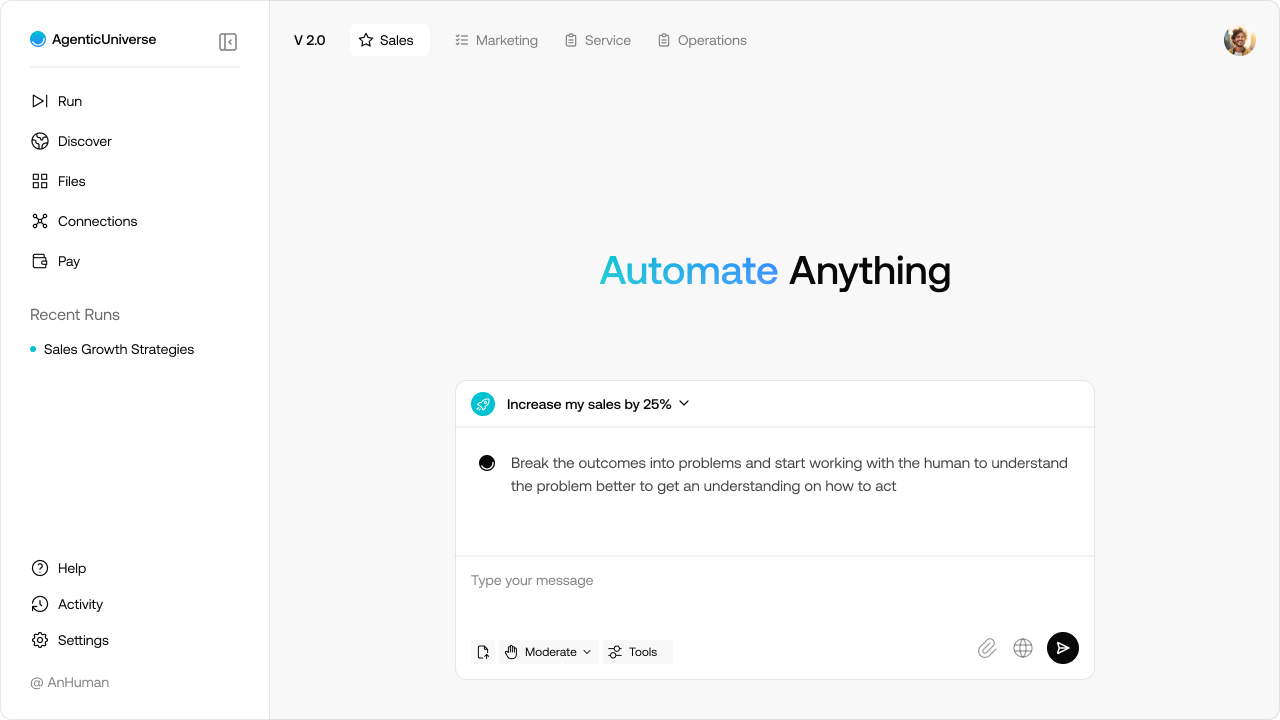 AgenticUniverse
Run
Discover
Files
Connections
Pay
Recent Runs
Sales Growth Strategies
Help
Activity
Settings
@ AnHuman
V 2.0
Sales
Marketing
Service
Operations
Automate Anything
Increase my sales by 25%
Break the outcomes into problems and start working with the human to understand
the problem better to get an understanding on how to act
Type your message
Moderate
Tools